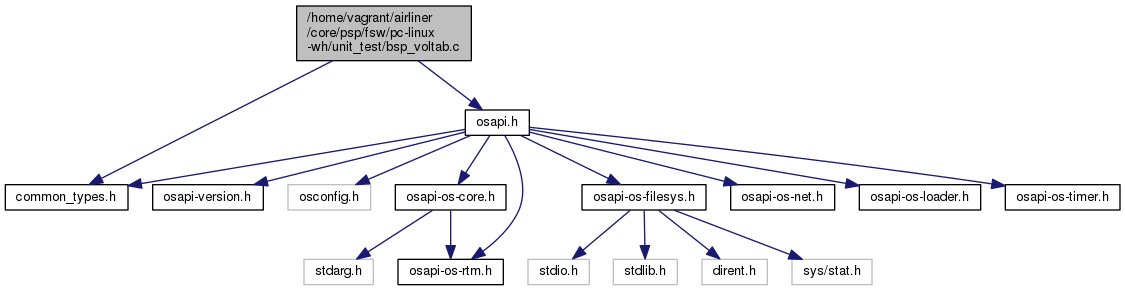 /home/vagrant/airliner
/core/psp/fsw/pc-linux
-wh/unit_test/bsp_voltab.c
osapi.h
common_types.h
osapi-version.h
osconfig.h
osapi-os-core.h
osapi-os-filesys.h
osapi-os-net.h
osapi-os-loader.h
osapi-os-timer.h
stdarg.h
osapi-os-rtm.h
stdio.h
stdlib.h
dirent.h
sys/stat.h